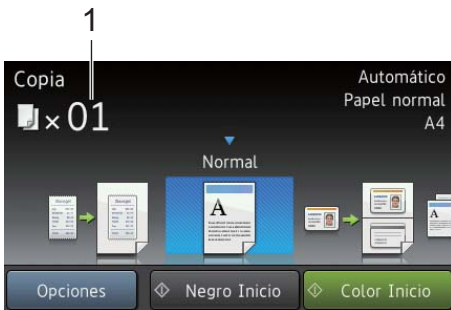 1
Copia
Automático
Papel normal
A4
× 01
Normal
A
A
Opciones
Negro Inicio
Color Inicio